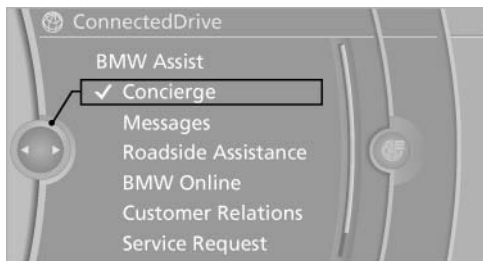 ConnectedDrive
BMW Assist
✓ Concierge
Messages
Roadside Assistance
BMW Online
Customer Relations
Service Request